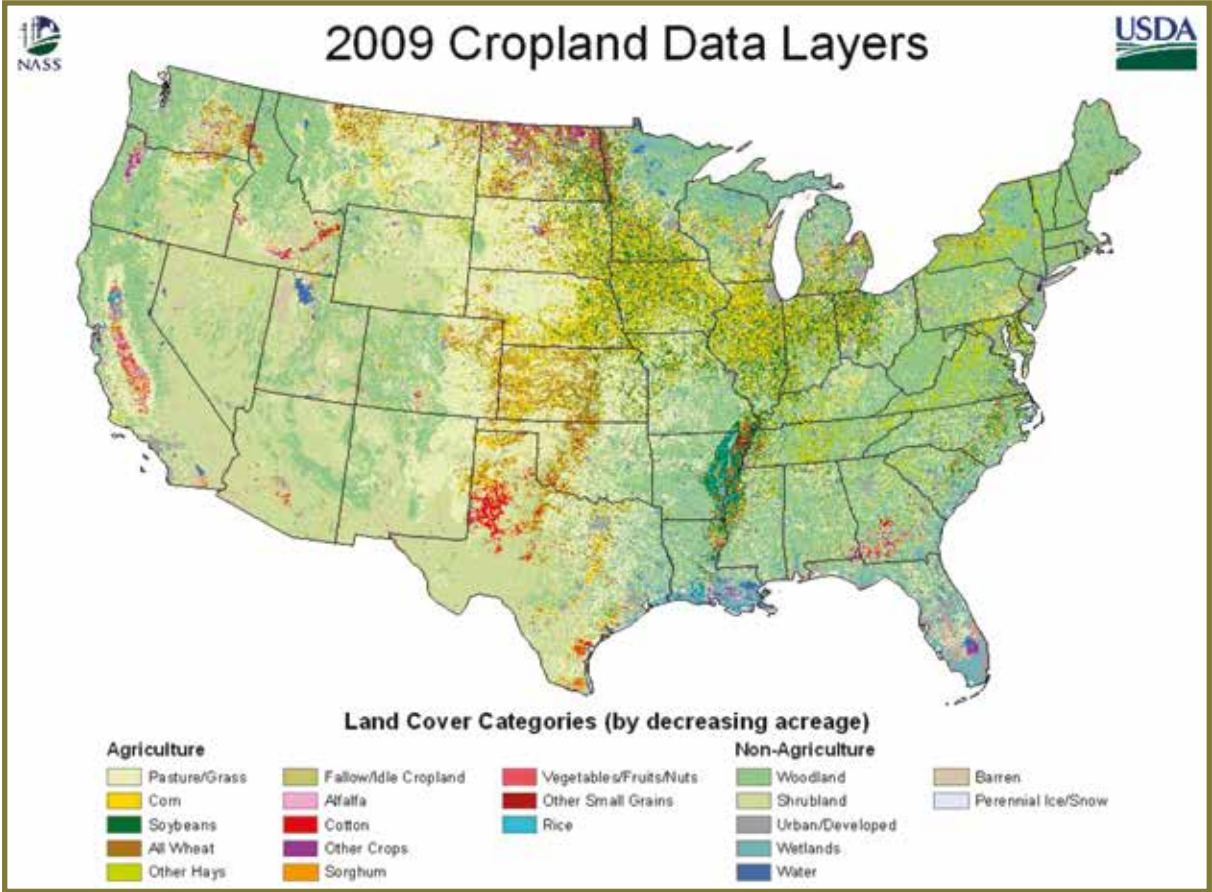 NASS
2009 Cropland Data Layers
USDA
Land Cover Categories (by decreasing acreage)
Agriculture
Non-Agriculture
Pasture/Grass
Corn
Soybeans
All Wheat
Other Hays
Fallow/Idle Cropland
Alfalfa
Cotton
Other Crops
Sorghum
Vegetables/Fruits/Nuts
Other Small Grains
Rice
Woodland
Shrubland
Urban/Developed
Wetlands
Water
Barren
Perennial Ice/Snow